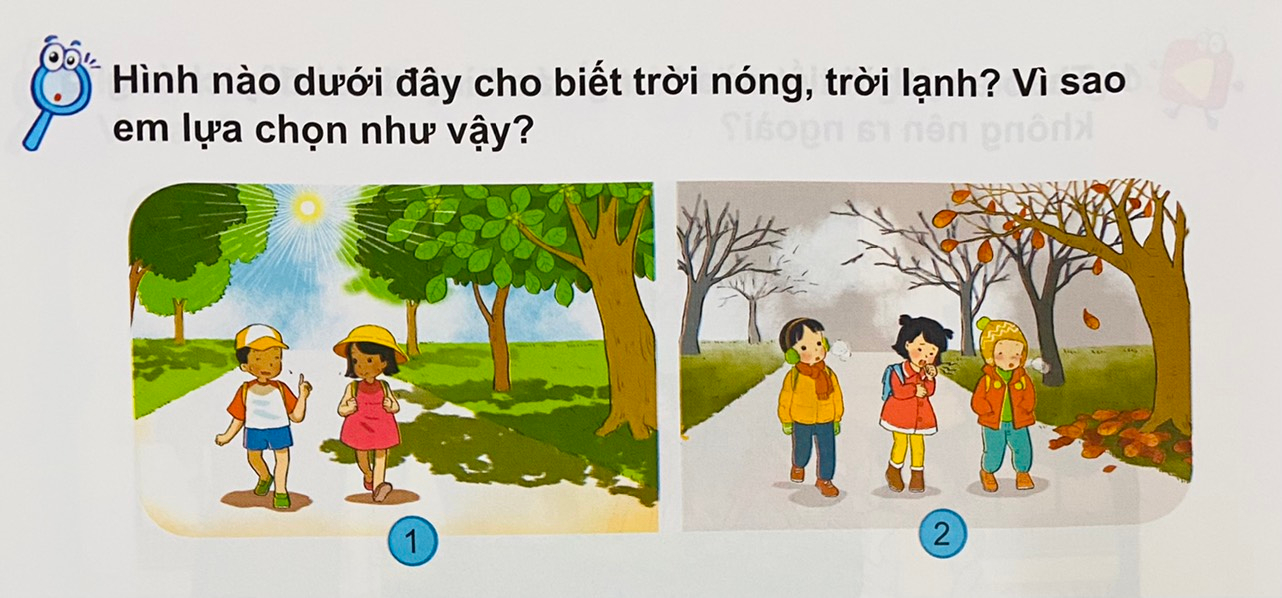 Hình nào dưới đây cho biết trời nóng, trời lạnh? Vì sao
em lựa chọn như vậy?
1
2